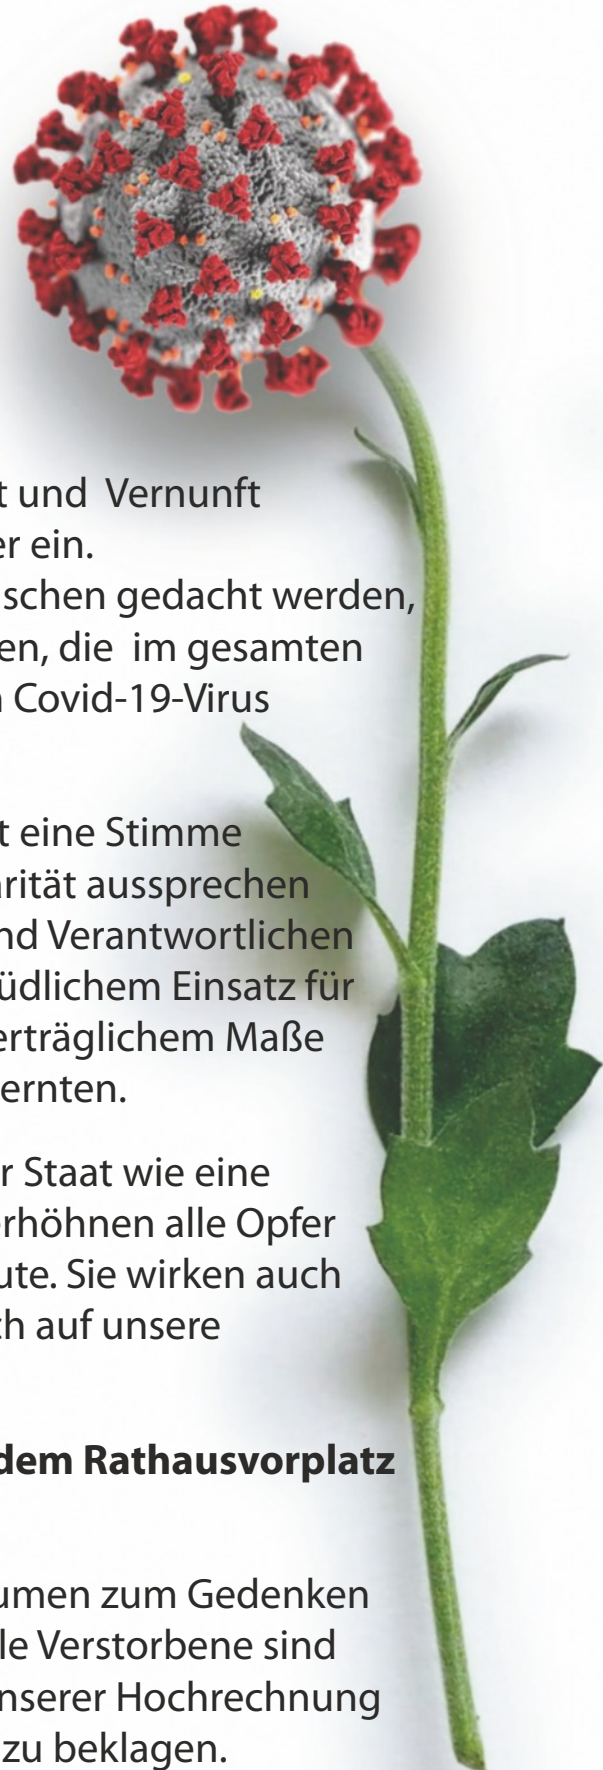 t und Vernunft
er ein.
schen gedacht werden,
en, die im gesamten
Covid-19-Virus
t eine Stimme
rität aussprechen
nd Verantwortlichen
üdlichem Einsatz für
erträglichem Maße
ernten.
r Staat wie eine
erhöhnen alle Opfer
ute. Sie wirken auch
ch auf unsere
dem Rathausvorplatz
umen zum Gedenken
le Verstorbene sind
nserer Hochrechnung
zu beklagen.